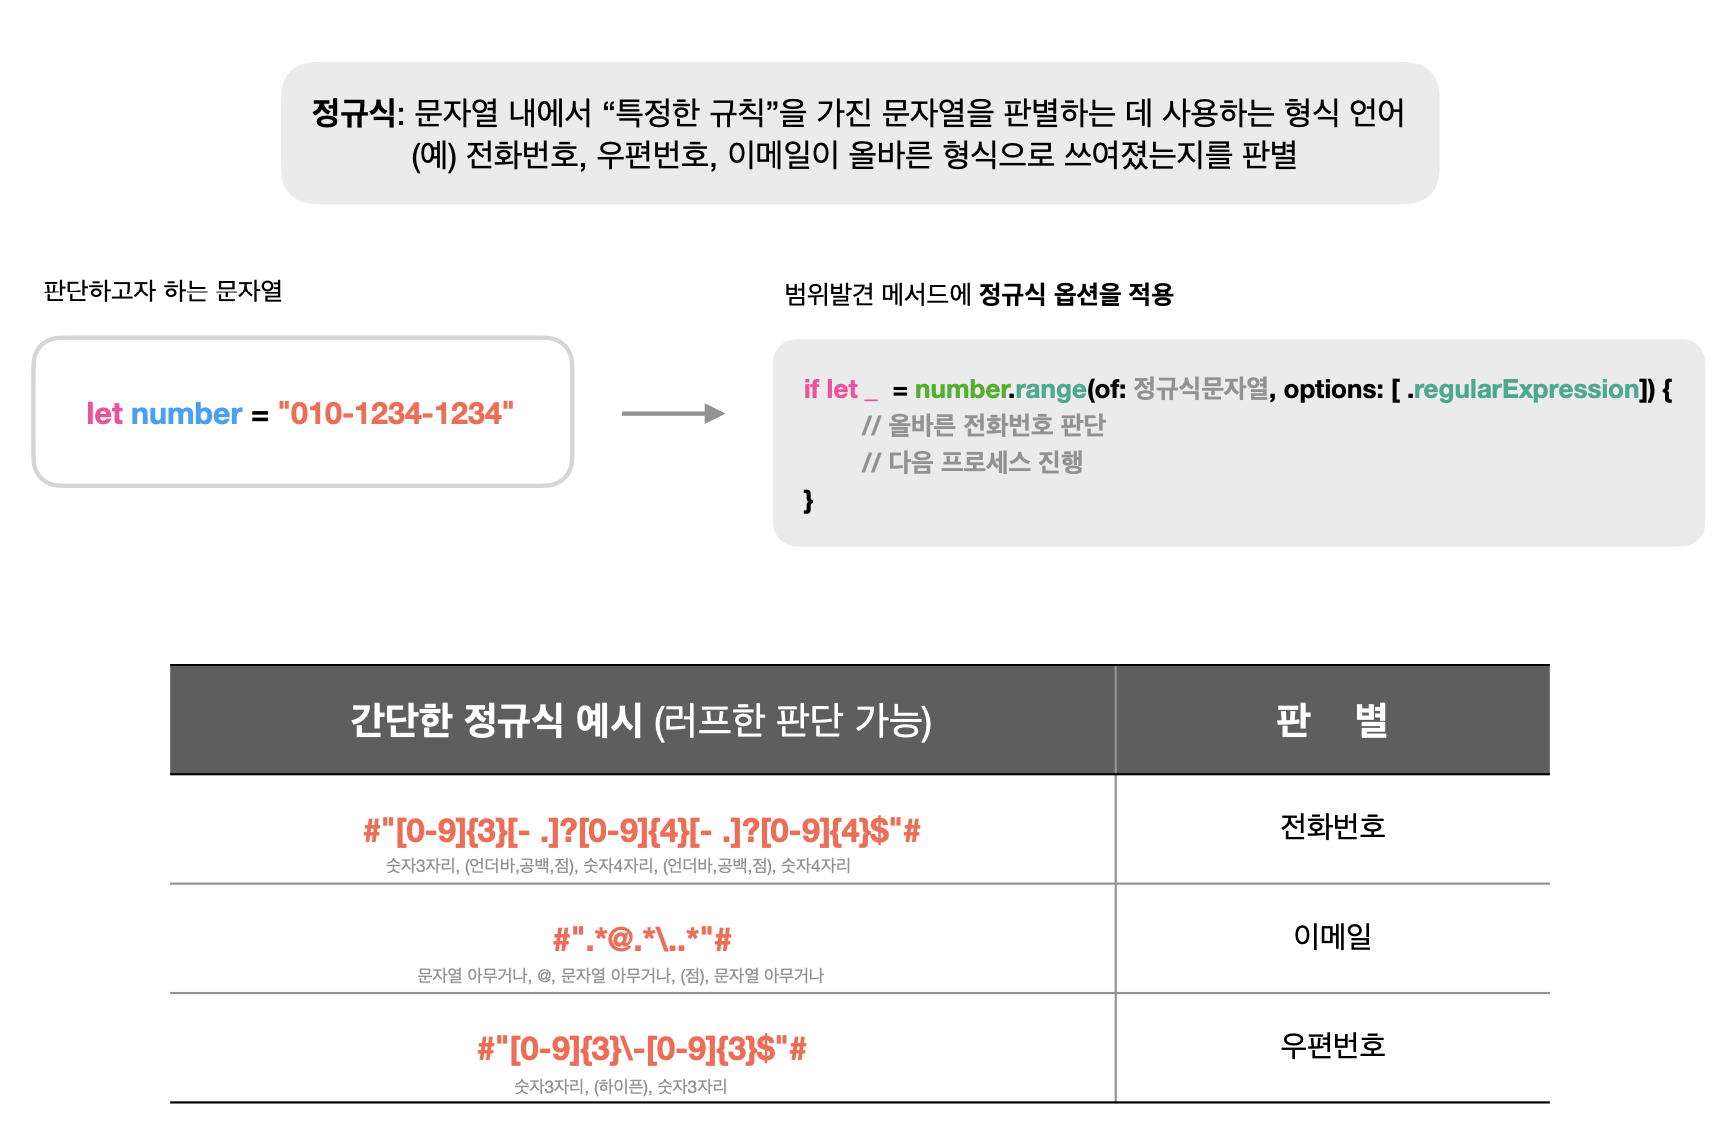 정규식: 문자열 내에서 “특정한 규칙”을 가진 문자열을 판별하는 데 사용하는 형식 언어
(예) 전화번호, 우편번호, 이메일이 올바른 형식으로 쓰여졌는지를 판별
판단하고자 하는 문자열
let number = "010-1234-1234"
범위발견 메서드에 정규식 옵션을 적용
if let _ = number.range(of: 정규식문자열, options: [ .regularExpression]) {
// 올바른 전화번호 판단
// 다음 프로세스 진행
}
간단한 정규식 예시 (러프한 판단 가능)
판 별
#"[0-9]{3}[- .]?[0-9]{4}[- .]?[0-9]{4}$"#
숫자3자리, (언더바,공백,점), 숫자4자리, (언더바,공백,점), 숫자4자리
전화번호
#".*@.*\..*"#
문자열 아무거나, @, 문자열 아무거나, (점), 문자열 아무거나
이메일
#"[0-9]{3}\-[0-9]{3}$"#
숫자3자리, (하이픈), 숫자3자리
우편번호